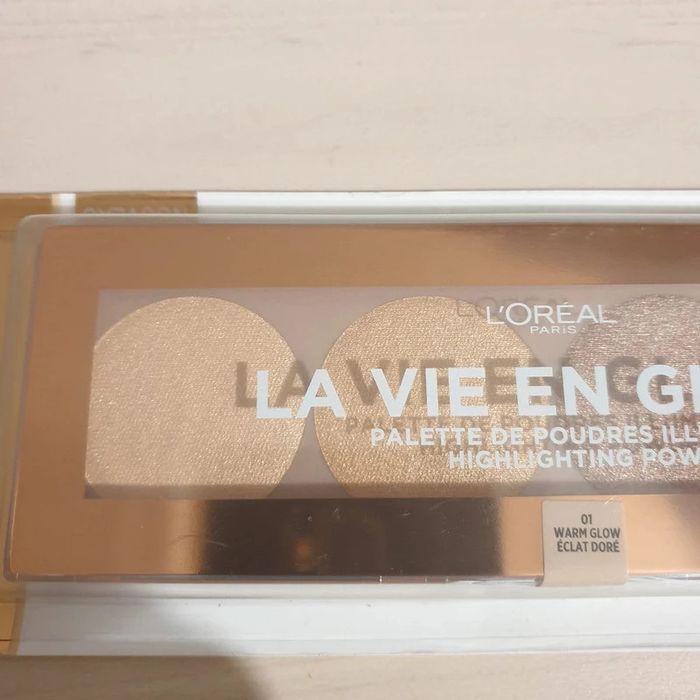 L'ORÉAL
PARIS
LA VIE EN GL
PALETTE DE POUDRES ILL
HIGHLIGHTING POW
01
WARM GLOW
ÉCLAT DORÉ